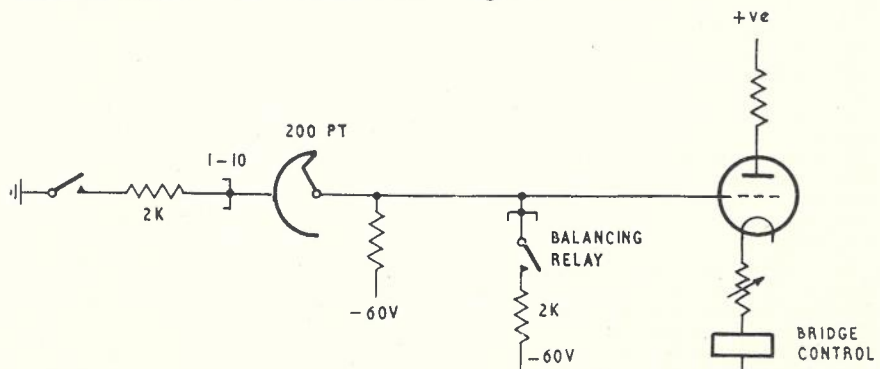 +ve
200 PT
1-10
2K
BALANCING
RELAY
-60V
2K
-60V
BRIDGE
CONTROL